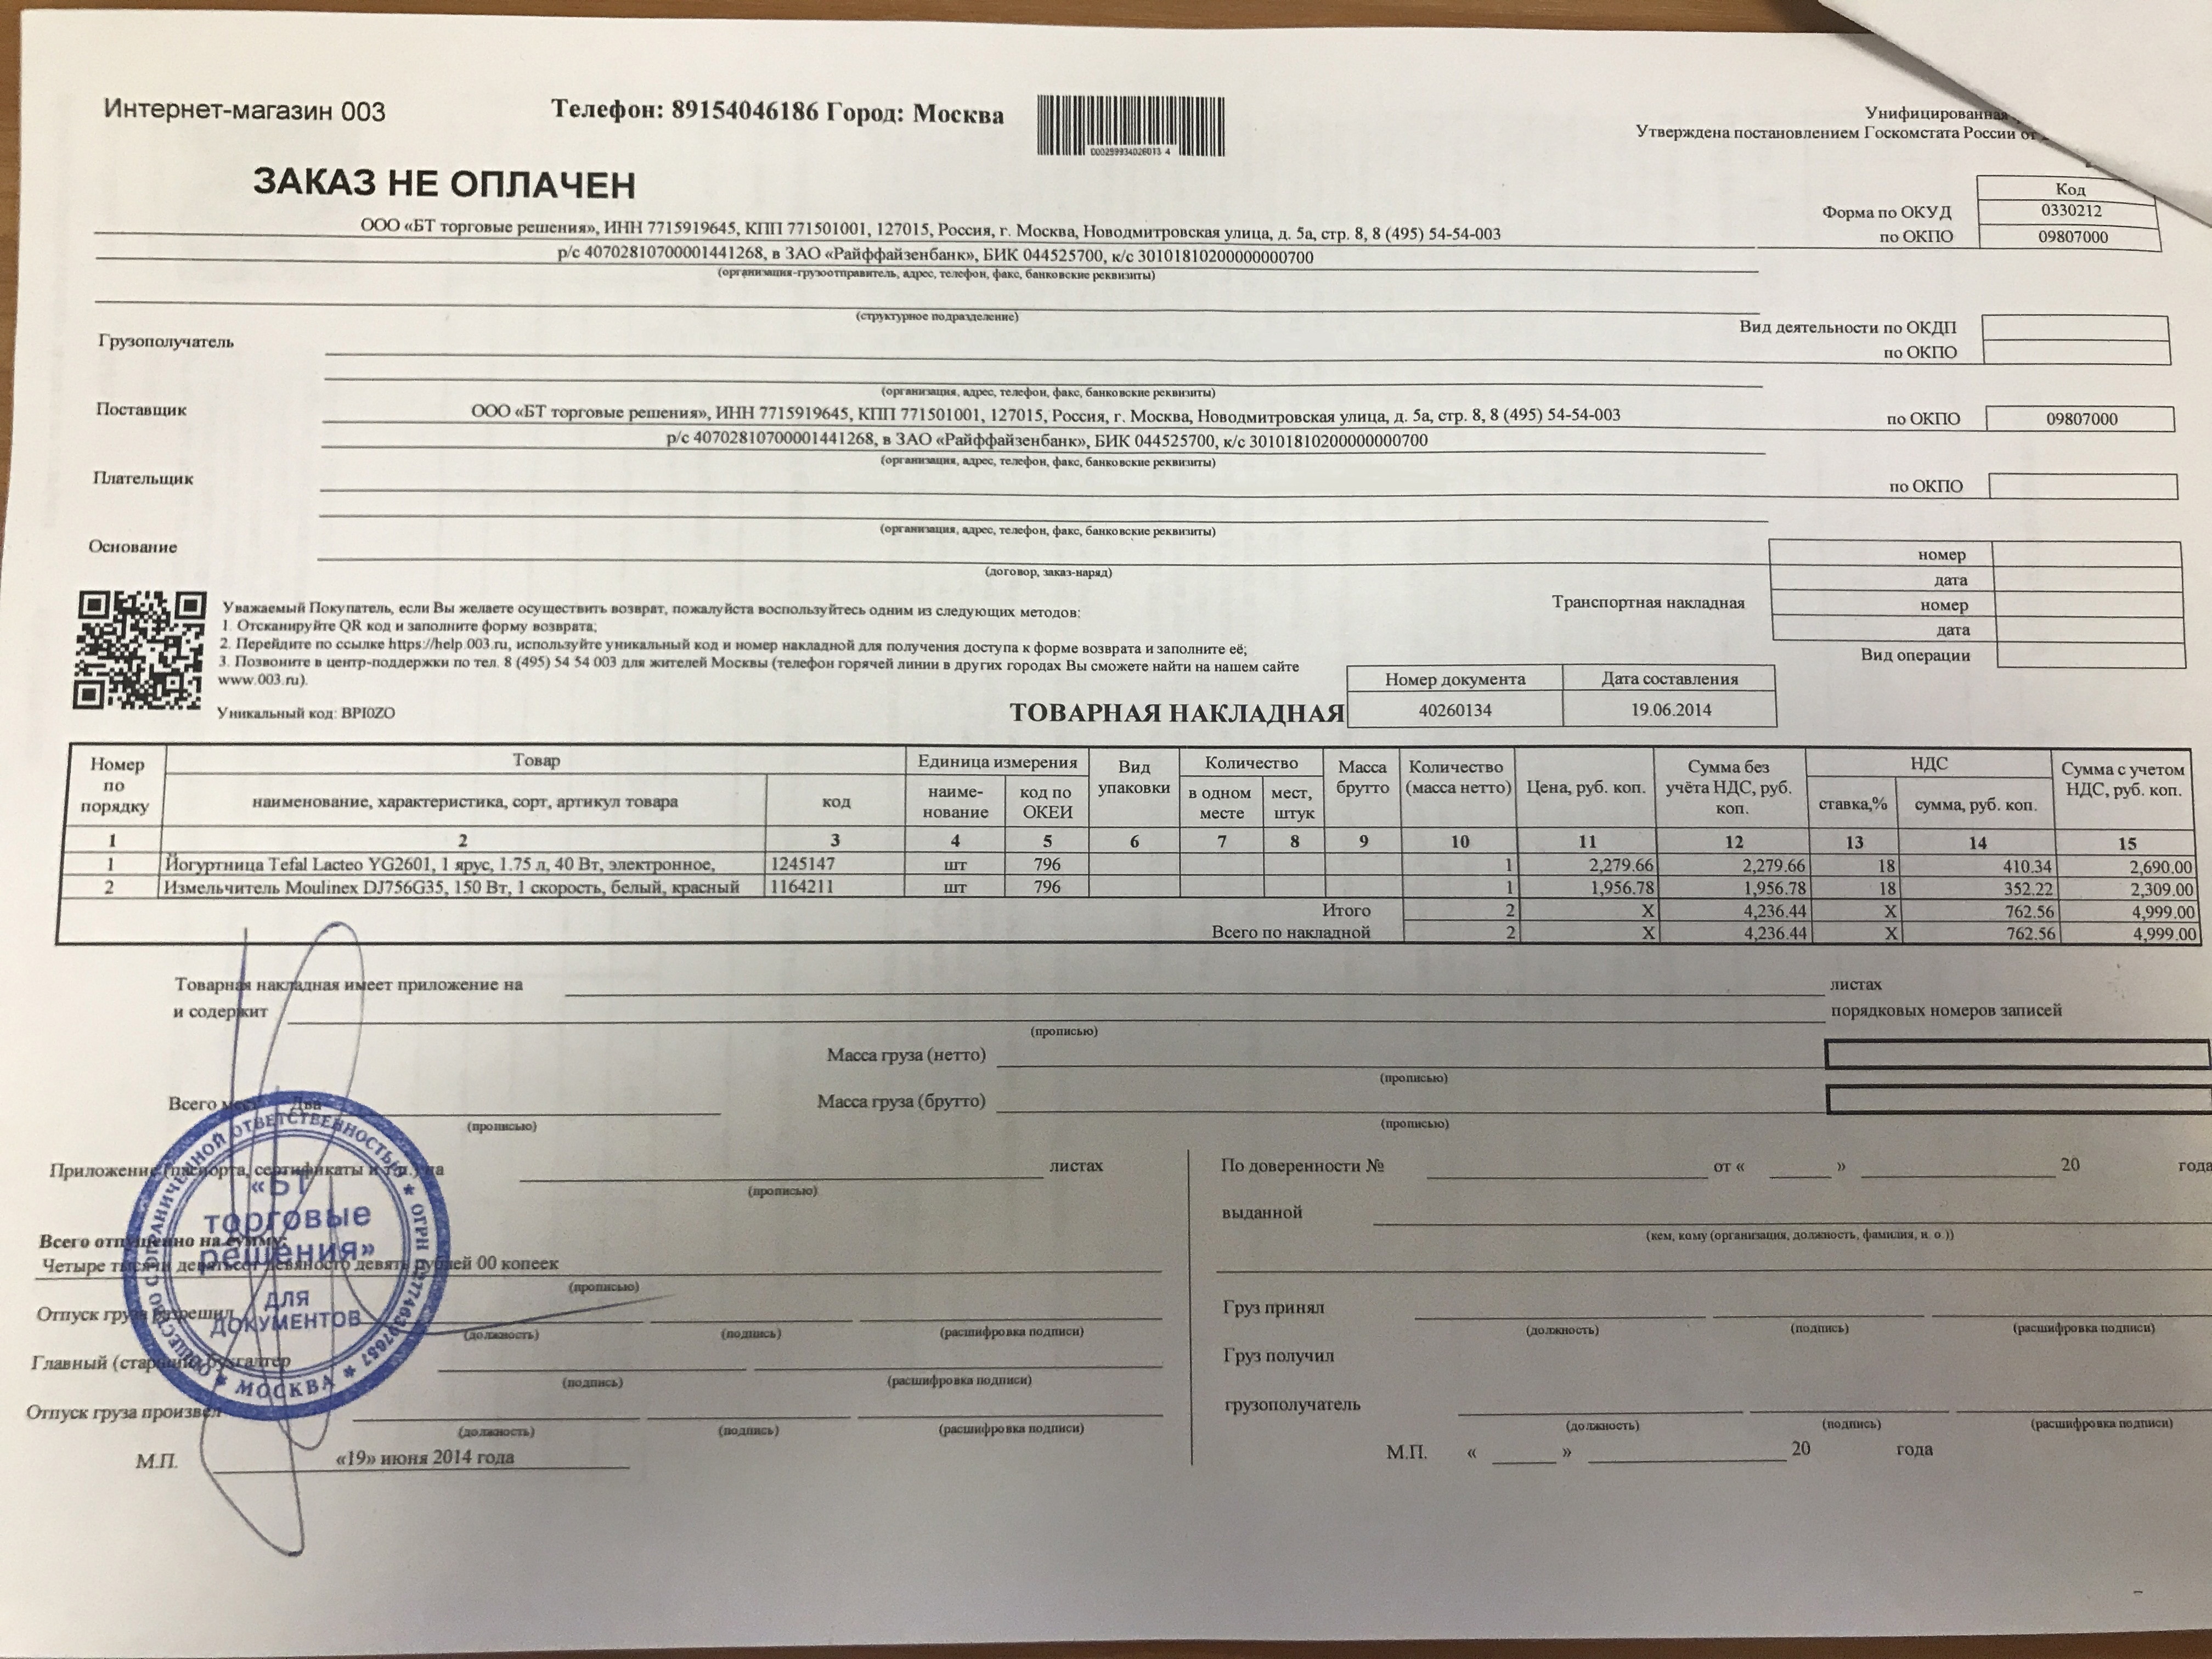 Интернет-магазин 003
Телефон: 89154046186 Город: Москва
0002599340260134
Унифицированная
Утверждена постановлением Госкомстата России от
ЗАКАЗ НЕ ОПЛАЧЕН
Код
Форма по ОКУД 0330212
по ОКПО 09807000
ООО «БТ торговые решения», ИНН 7715919645, КПП 771501001, 127015, Россия, г. Москва, Новодмитровская улица, д. 5а, стр. 8, 8 (495) 54-54-003
р/с 40702810700001441268, в ЗАО «Райффайзенбанк», БИК 044525700, к/с 30101810200000000700
(организация-грузоотправитель, адрес, телефон, факс, банковские реквизиты)
(структурное подразделение)
Вид деятельности по ОКДП
Грузополучатель
по ОКПО
(организация, адрес, телефон, факс, банковские реквизиты)
Поставщик ООО «БТ торговые решения», ИНН 7715919645, КПП 771501001, 127015, Россия, г. Москва, Новодмитровская улица, д. 5а, стр. 8, 8 (495) 54-54-003 по ОКПО 09807000
р/с 40702810700001441268, в ЗАО «Райффайзенбанк», БИК 044525700, к/с 30101810200000000700
(организация, адрес, телефон, факс, банковские реквизиты)
Плательщик по ОКПО
(организация, адрес, телефон, факс, банковские реквизиты)
Основание номер
(договор, заказ-наряд) дата
Транспортная накладная номер
дата
Вид операции
Уважаемый Покупатель, если Вы желаете осуществить возврат, пожалуйста воспользуйтесь одним из следующих методов:
1. Отсканируйте QR код и заполните форму возврата;
2. Перейдите по ссылке https://help.003.ru, используйте уникальный код и номер накладной для получения доступа к форме возврата и заполните её;
3. Позвоните в центр-поддержки по тел. 8 (495) 54 54 003 для жителей Москвы (телефон горячей линии в других городах Вы сможете найти на нашем сайте
www.003.ru).
Уникальный код: BPI0ZO
Номер документа Дата составления
ТОВАРНАЯ НАКЛАДНАЯ 40260134 19.06.2014
Номер по порядку Товар Единица измерения Вид упаковки Количество Масса брутто Количество (масса нетто) Цена, руб. коп. Сумма без учёта НДС, руб. коп. НДС Сумма с учетом НДС, руб. коп.
наименование, характеристика, сорт, артикул товара код наиме-нование код по ОКЕИ в одном месте мест, штук ставка,% сумма, руб. коп.
1 2 3 4 5 6 7 8 9 10 11 12 13 14 15
1 Йогуртница Tefal Lacteo YG2601, 1 ярус, 1.75 л, 40 Вт, электронное, 1245147 шт 796 1 2,279.66 2,279.66 18 410.34 2,690.00
2 Измельчитель Moulinex DJ756G35, 150 Вт, 1 скорость, белый, красный 1164211 шт 796 1 1,956.78 1,956.78 18 352.22 2,309.00
Итого 2 X 4,236.44 X 762.56 4,999.00
Всего по накладной 2 X 4,236.44 X 762.56 4,999.00
Товарная накладная имеет приложение на листах
и содержит порядковых номеров записей
(прописью)
Масса груза (нетто)
(прописью)
Всего мест Два Масса груза (брутто)
(прописью) (прописью)
Приложение (паспорта, сертификаты и т.п.) на листах
(прописью)
Всего отпущенно на сумму:
Четыре тысячи девятьсот девяносто девять рублей 00 копеек
(прописью)
Отпуск груза разрешил
(должность) (подпись) (расшифровка подписи)
Главный (старший) бухгалтер
(подпись) (расшифровка подписи)
Отпуск груза произвел
(должность) (подпись) (расшифровка подписи)
М.П. «19» июня 2014 года
По доверенности № от « » 20 года
выданной
(кем, кому (организация, должность, фамилия, и. о.))
Груз принял
(должность) (подпись) (расшифровка подписи)
Груз получил
грузополучатель
(должность) (подпись) (расшифровка подписи)
М.П. « » 20 года
ОБЩЕСТВО С ОГРАНИЧЕННОЙ ОТВЕТСТВЕННОСТЬЮ
«БТ
торговые
решения»
ДЛЯ
ДОКУМЕНТОВ
МОСКВА